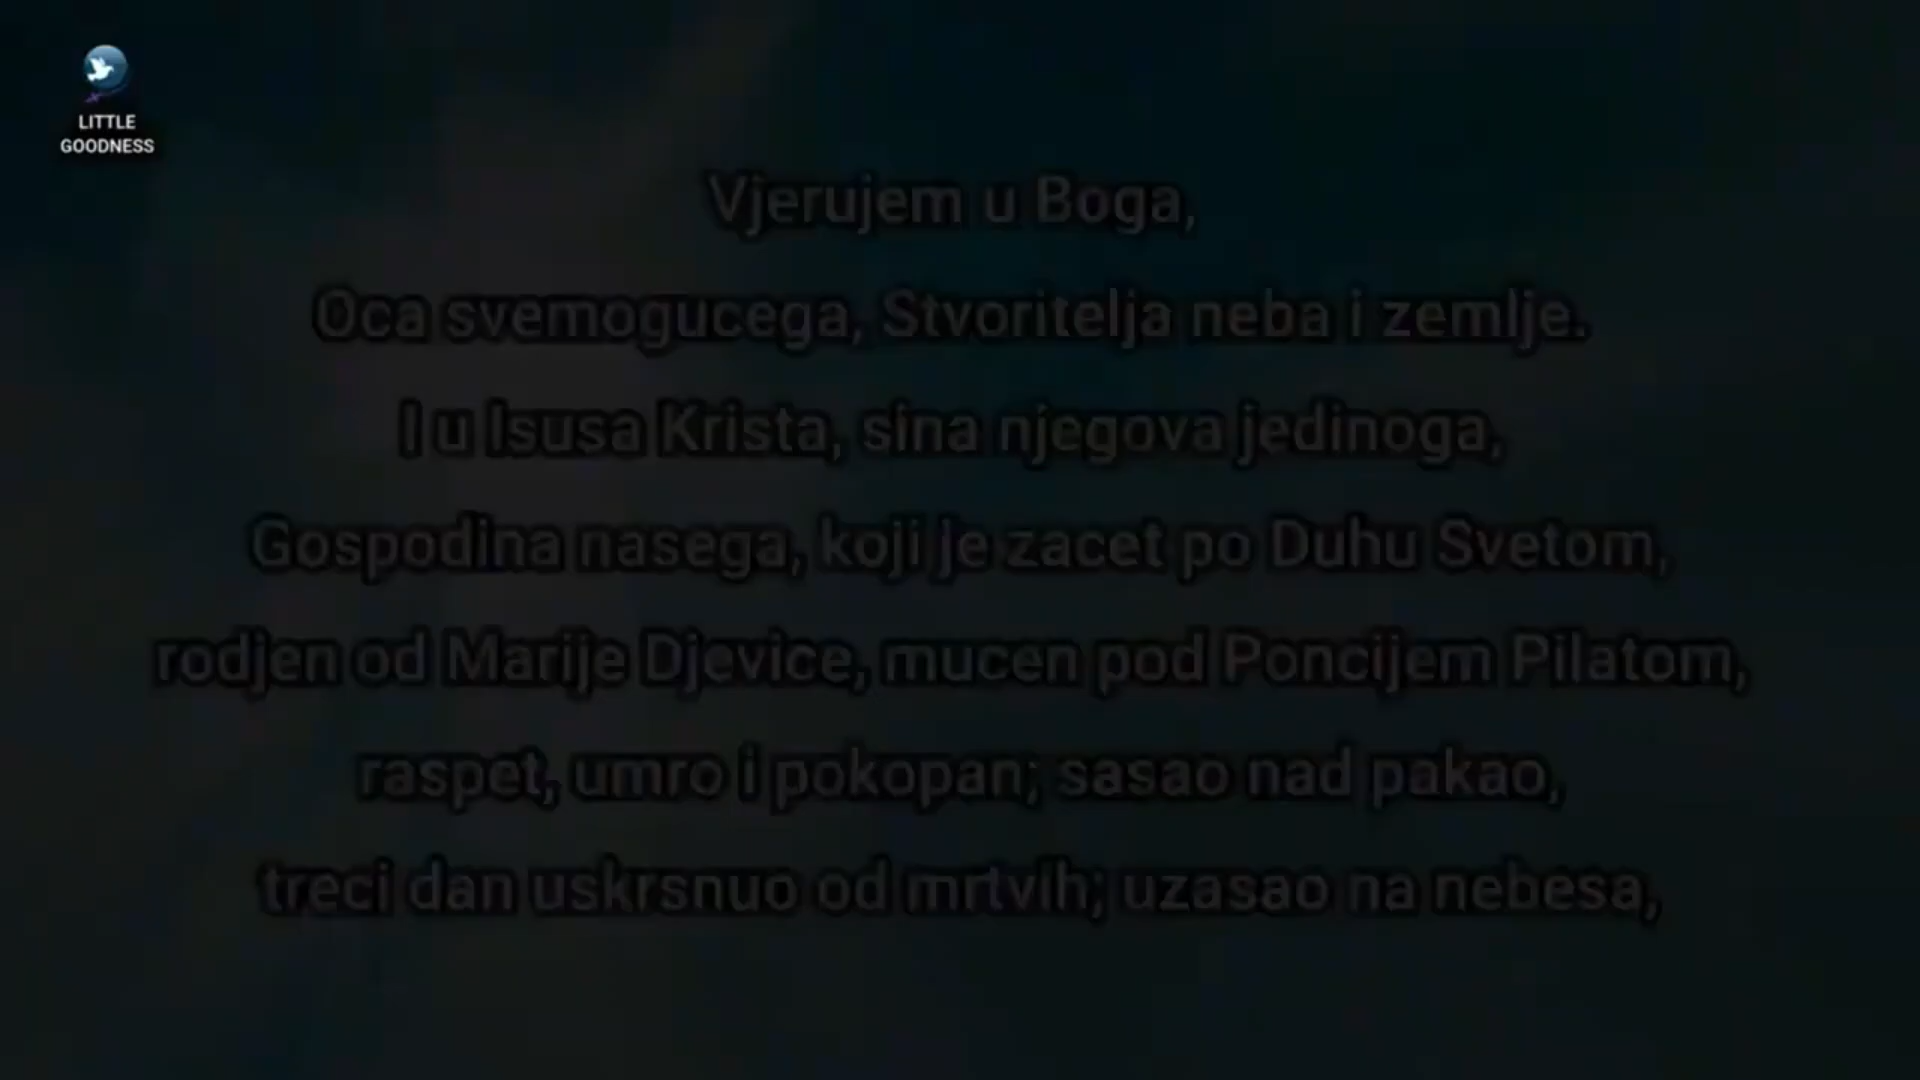 LITTLE
GOODNESS
Vjerujem u Boga,
Oca svemogucega, Stvoritelja neba i zemlje.
I u Isusa Krista, sina njegova jedinoga,
Gospodina nasega, koji je zacet po Duhu Svetom,
rodjen od Marije Djevice, mucen pod Poncijem Pilatom,
raspet, umro i pokopan; sasao nad pakao,
treci dan uskrsnuo od mrtvih; uzasao na nebesa,